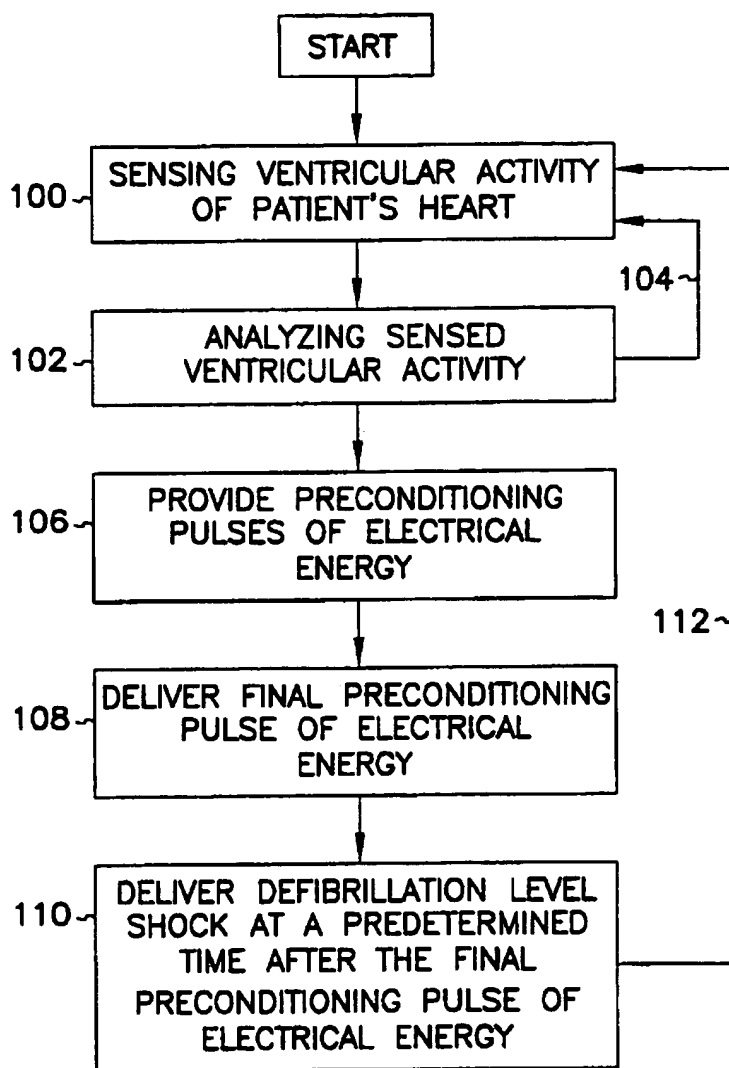 START
SENSING VENTRICULAR ACTIVITY
OF PATIENT'S HEART
100
104
ANALYZING SENSED
VENTRICULAR ACTIVITY
102
PROVIDE PRECONDITIONING
PULSES OF ELECTRICAL
ENERGY
106
112
DELIVER FINAL PRECONDITIONING
PULSE OF ELECTRICAL
ENERGY
108
DELIVER DEFIBRILLATION LEVEL
SHOCK AT A PREDETERMINED
TIME AFTER THE FINAL
PRECONDITIONING PULSE OF
ELECTRICAL ENERGY
110